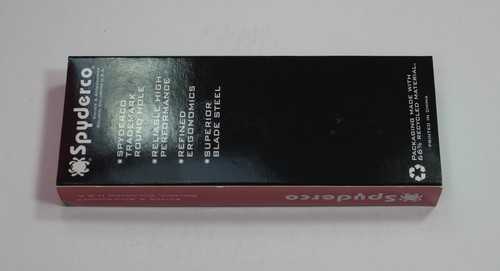 Spyderco
•SPYDERCO
TRADEMARK
ROUND HOLE
•RELIABLE HIGH
PERFORMANCE
•REFINED
ERGONOMICS
•SUPERIOR
BLADE STEEL
PACKAGING MADE WITH
66% RECYCLED MATERIAL.
PRINTED IN CHINA
Spyderco